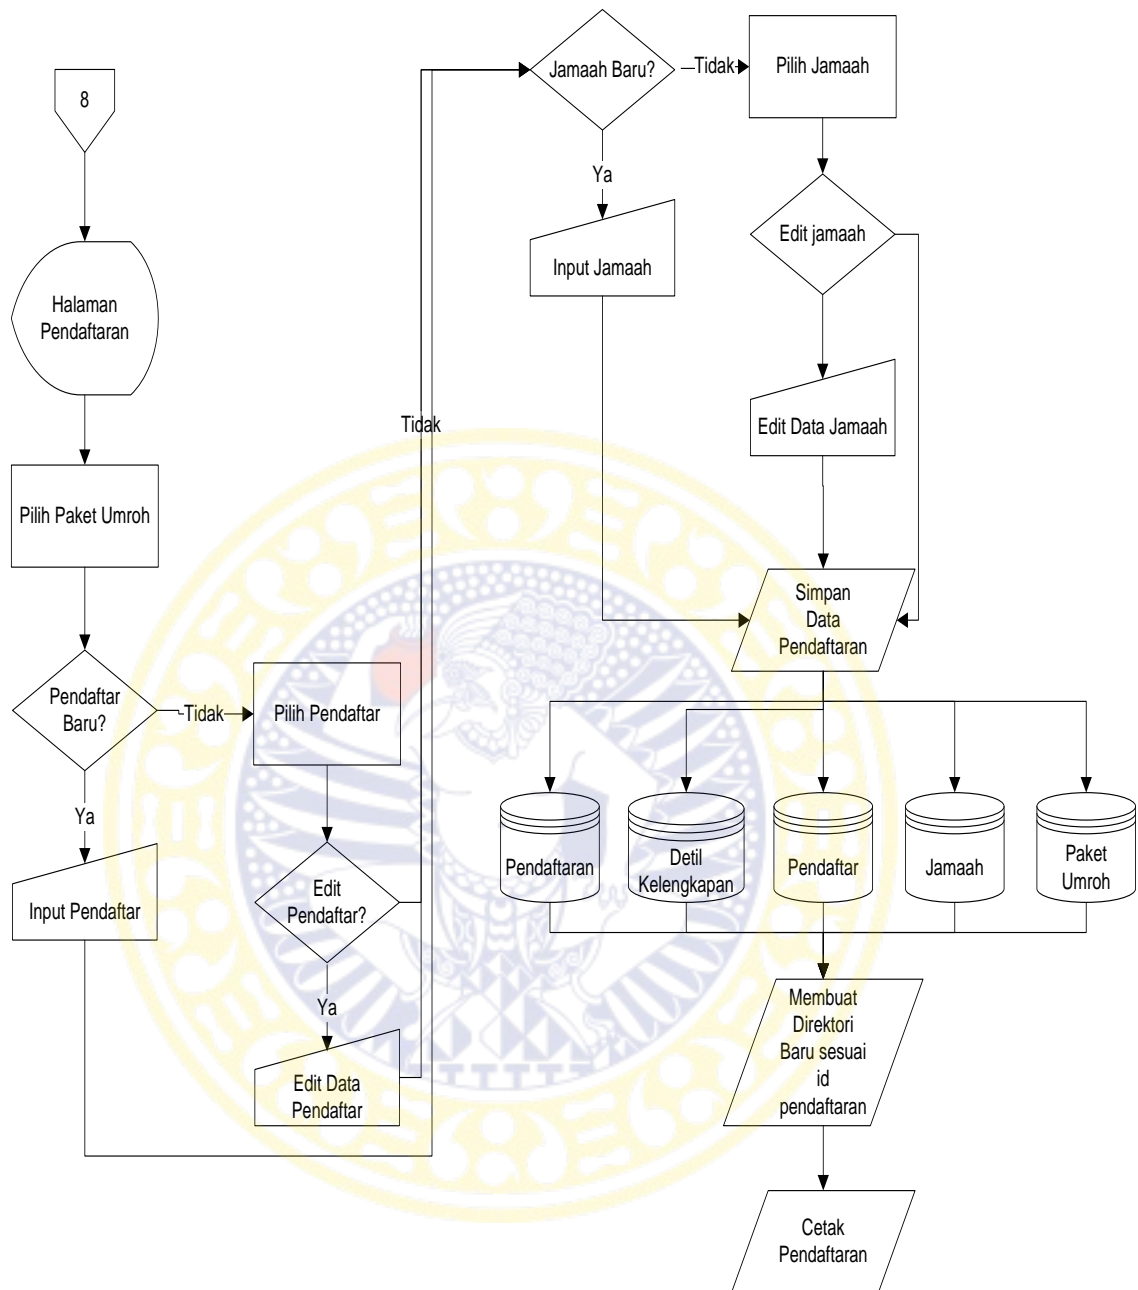 8
Halaman
Pendaftaran
Pilih Paket Umroh
Pendaftar
Baru?
Tidak
Pilih Pendaftar
Ya
Input Pendaftar
Edit
Pendaftar?
Tidak
Ya
Edit Data
Pendaftar
Jamaah Baru?
Tidak
Pilih Jamaah
Ya
Input Jamaah
Edit jamaah
Edit Data Jamaah
Simpan
Data
Pendaftaran
Pendaftaran
Detil
Kelengkapan
Pendaftar
Jamaah
Paket
Umroh
Membuat
Direktori
Baru sesuai
id
pendaftaran
Cetak
Pendaftaran